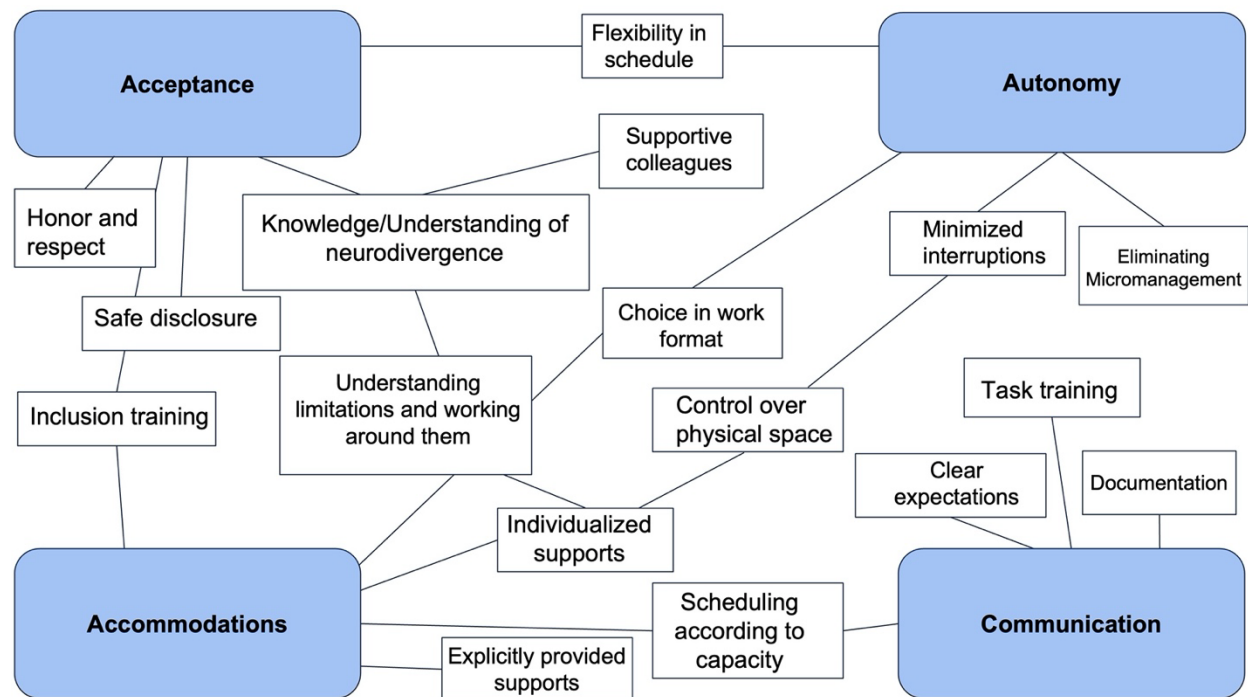 Flexibility in
schedule
Acceptance
Autonomy
Supportive
colleagues
Honor and
respect
Knowledge/Understanding of
neurodivergence
Minimized
interruptions
Eliminating
Micromanagement
Safe disclosure
Choice in work
format
Understanding
limitations and working
around them
Inclusion training
Control over
physical space
Task training
Clear
expectations
Documentation
Individualized
supports
Accommodations
Scheduling
according to
capacity
Communication
Explicitly provided
supports